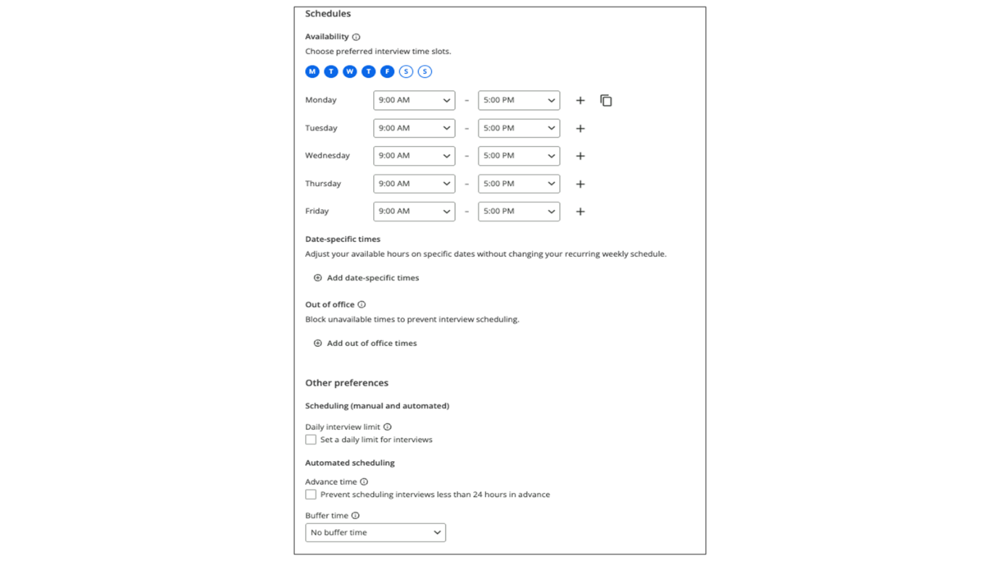 Schedules
Availability
Choose preferred interview time slots.
M T W T F S S
Monday 9:00 AM – 5:00 PM
Tuesday 9:00 AM – 5:00 PM
Wednesday 9:00 AM – 5:00 PM
Thursday 9:00 AM – 5:00 PM
Friday 9:00 AM – 5:00 PM
Date-specific times
Adjust your available hours on specific dates without changing your recurring weekly schedule.
Add date-specific times
Out of office
Block unavailable times to prevent interview scheduling.
Add out of office times
Other preferences
Scheduling (manual and automated)
Daily interview limit
Set a daily limit for interviews
Automated scheduling
Advance time
Prevent scheduling interviews less than 24 hours in advance
Buffer time
No buffer time